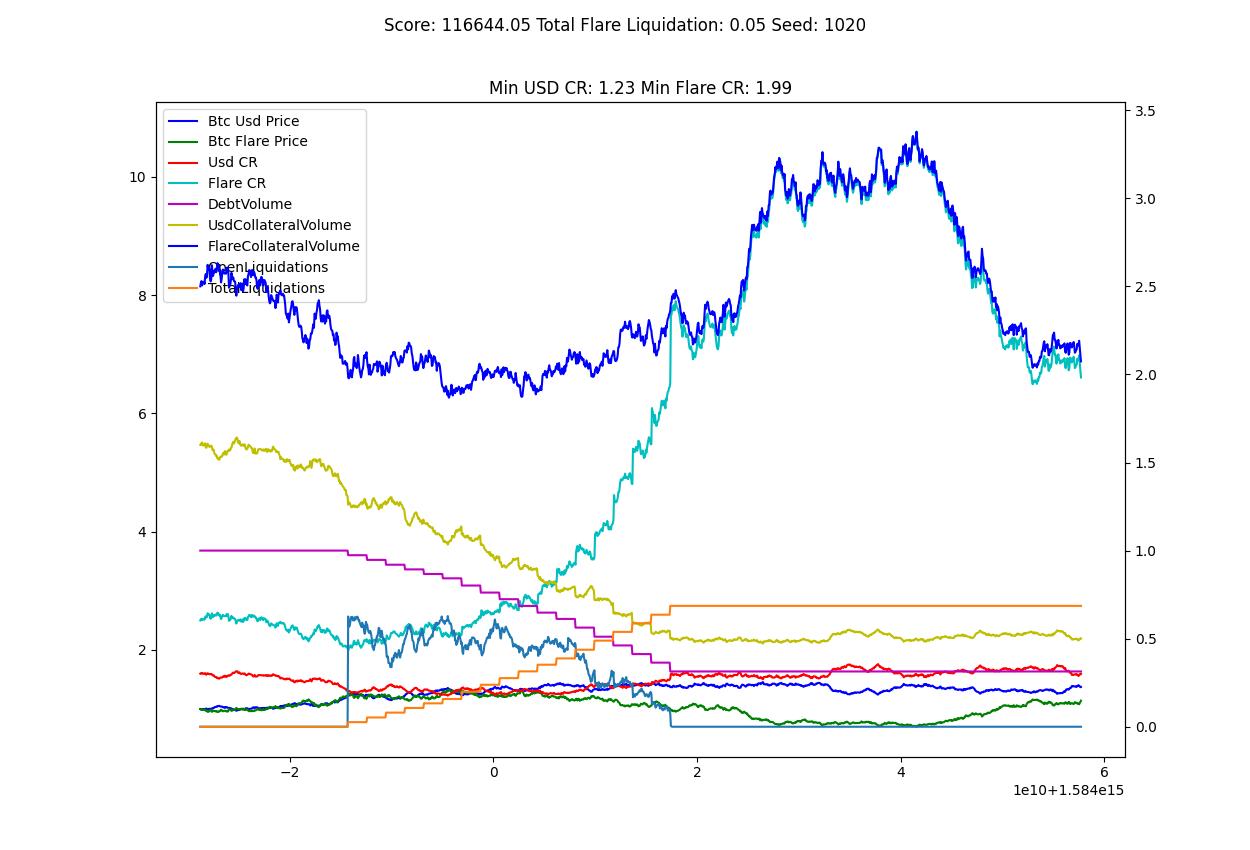 Score: 116644.05 Total Flare Liquidation: 0.05 Seed: 1020
Min USD CR: 1.23 Min Flare CR: 1.99
Btc Usd Price
Btc Flare Price
Usd CR
Flare CR
DebtVolume
UsdCollateralVolume
FlareCollateralVolume
OpenLiquidations
TotalLiquidations
10
8
6
4
2
3.5
3.0
2.5
2.0
1.5
1.0
0.5
0.0
−2
0
2
4
6
1e10+1.584e15